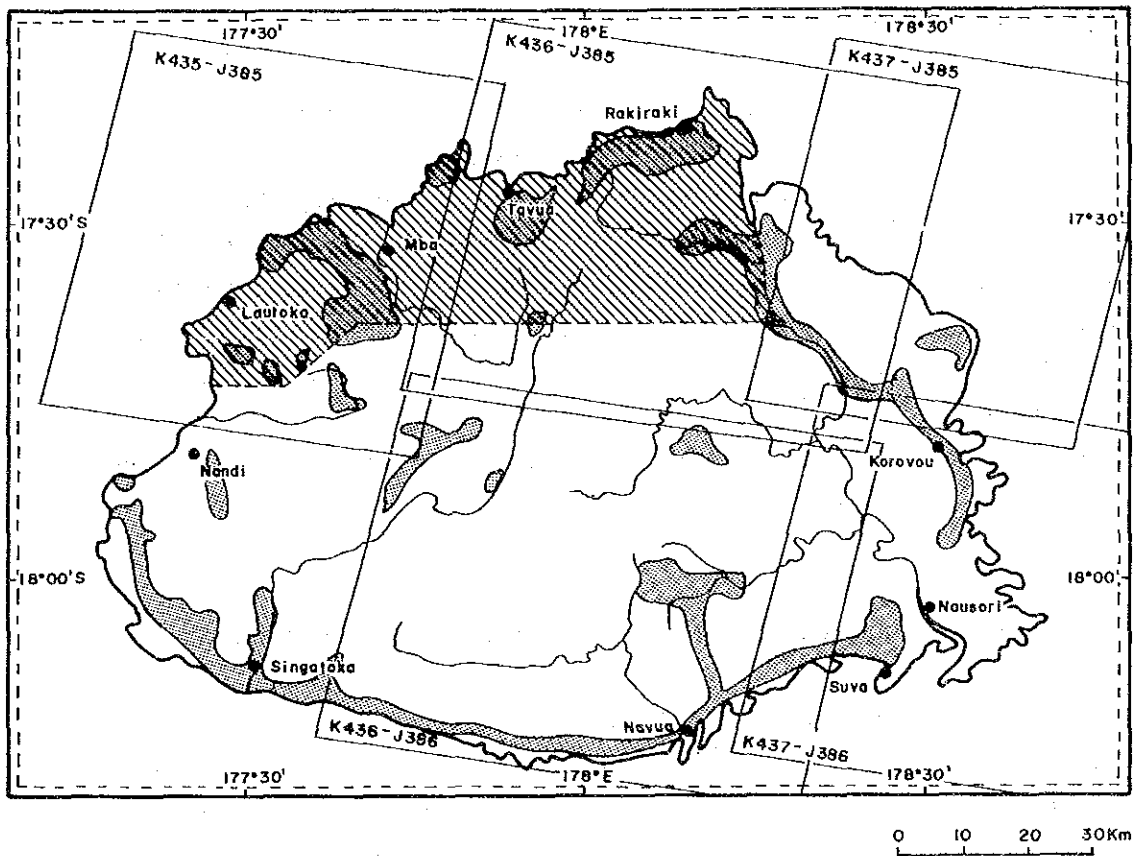 177°30'
178°E
178°30'
K435-J385
K436-J385
K437-J385
Rakiraki
17°30'S
17°30'
Tavua
Mba
Lautoka
Korovou
Nandi
18°00'S
18°00'
Nausori
Singatoka
Suva
Navua
K436-J386
K437-J386
177°30'
178°E
178°30'
0 10 20 30Km